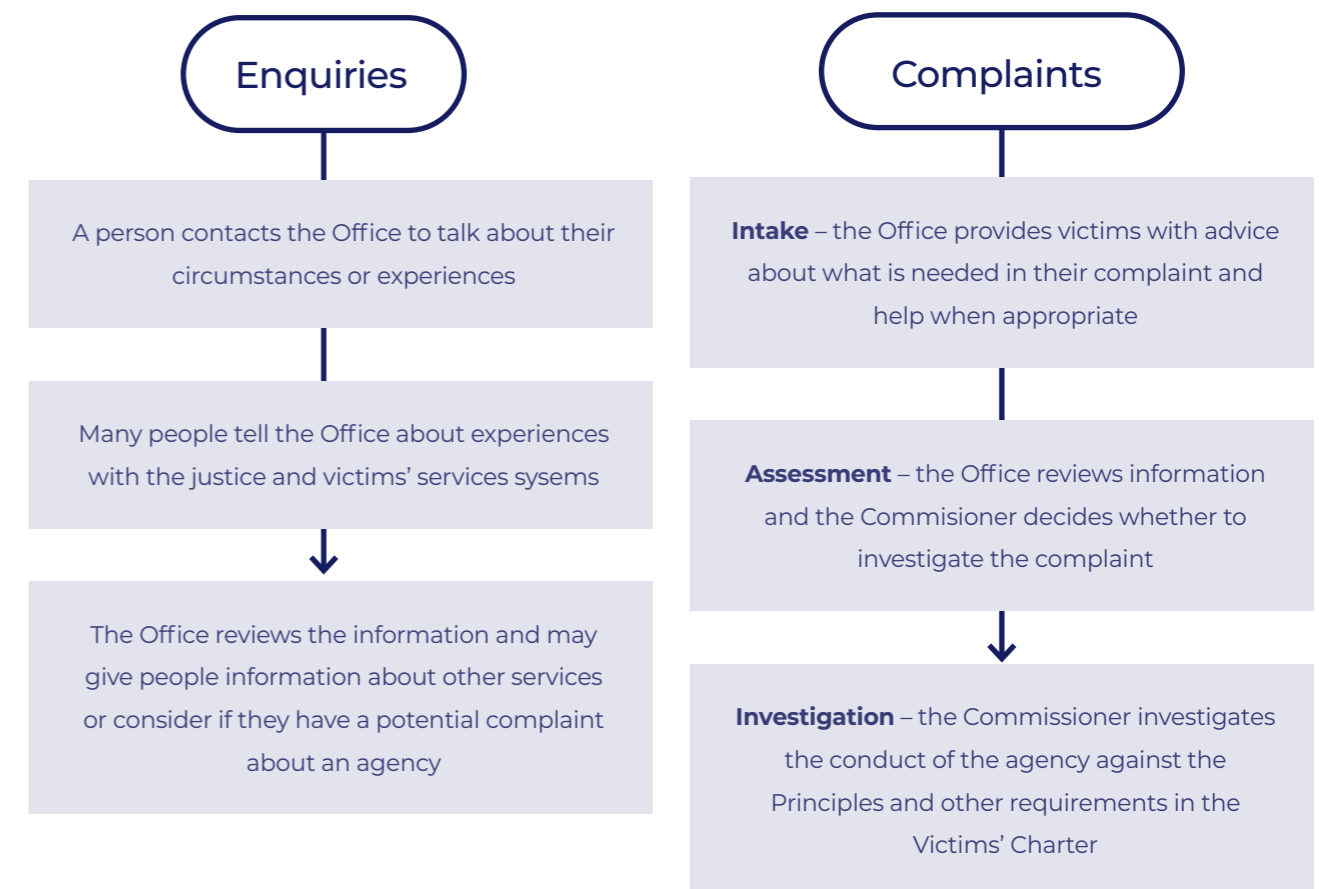 Enquiries
A person contacts the Office to talk about their
circumstances or experiences
Many people tell the Office about experiences
with the justice and victims’ services sysems
The Office reviews the information and may
give people information about other services
or consider if they have a potential complaint
about an agency
Complaints
Intake – the Office provides victims with advice
about what is needed in their complaint and
help when appropriate
Assessment – the Office reviews information
and the Commisioner decides whether to
investigate the complaint
Investigation – the Commissioner investigates
the conduct of the agency against the
Principles and other requirements in the
Victims’ Charter